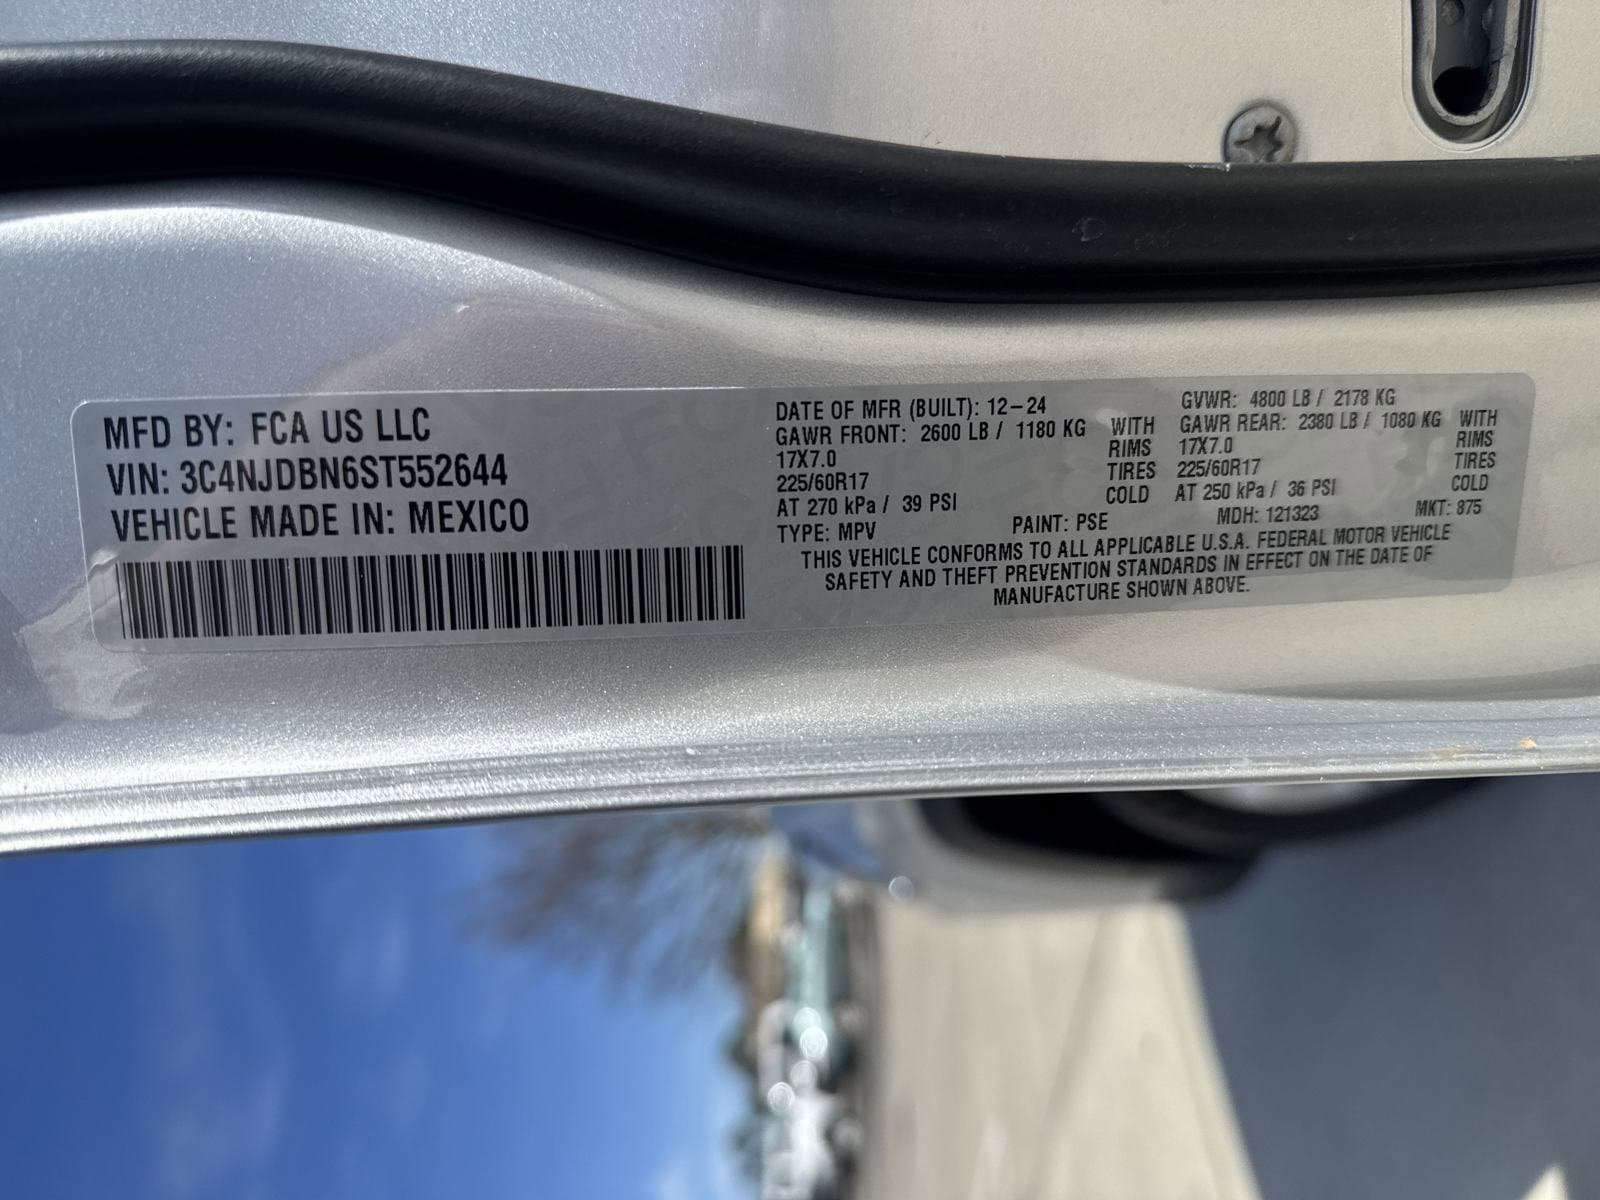 MFD BY: FCA US LLC
VIN: 3C4NJDBN6ST552644
VEHICLE MADE IN: MEXICO
DATE OF MFR (BUILT): 12-24
GAWR FRONT: 2600 LB / 1180 KG WITH
17X7.0 RIMS
225/60R17 TIRES
AT 270 kPa / 39 PSI COLD
TYPE: MPV PAINT: PSE
GVWR: 4800 LB / 2178 KG
GAWR REAR: 2380 LB / 1080 KG WITH
17X7.0 RIMS
225/60R17 TIRES
AT 250 kPa / 36 PSI COLD
MDH: 121323 MKT: 875
THIS VEHICLE CONFORMS TO ALL APPLICABLE U.S.A. FEDERAL MOTOR VEHICLE
SAFETY AND THEFT PREVENTION STANDARDS IN EFFECT ON THE DATE OF
MANUFACTURE SHOWN ABOVE.